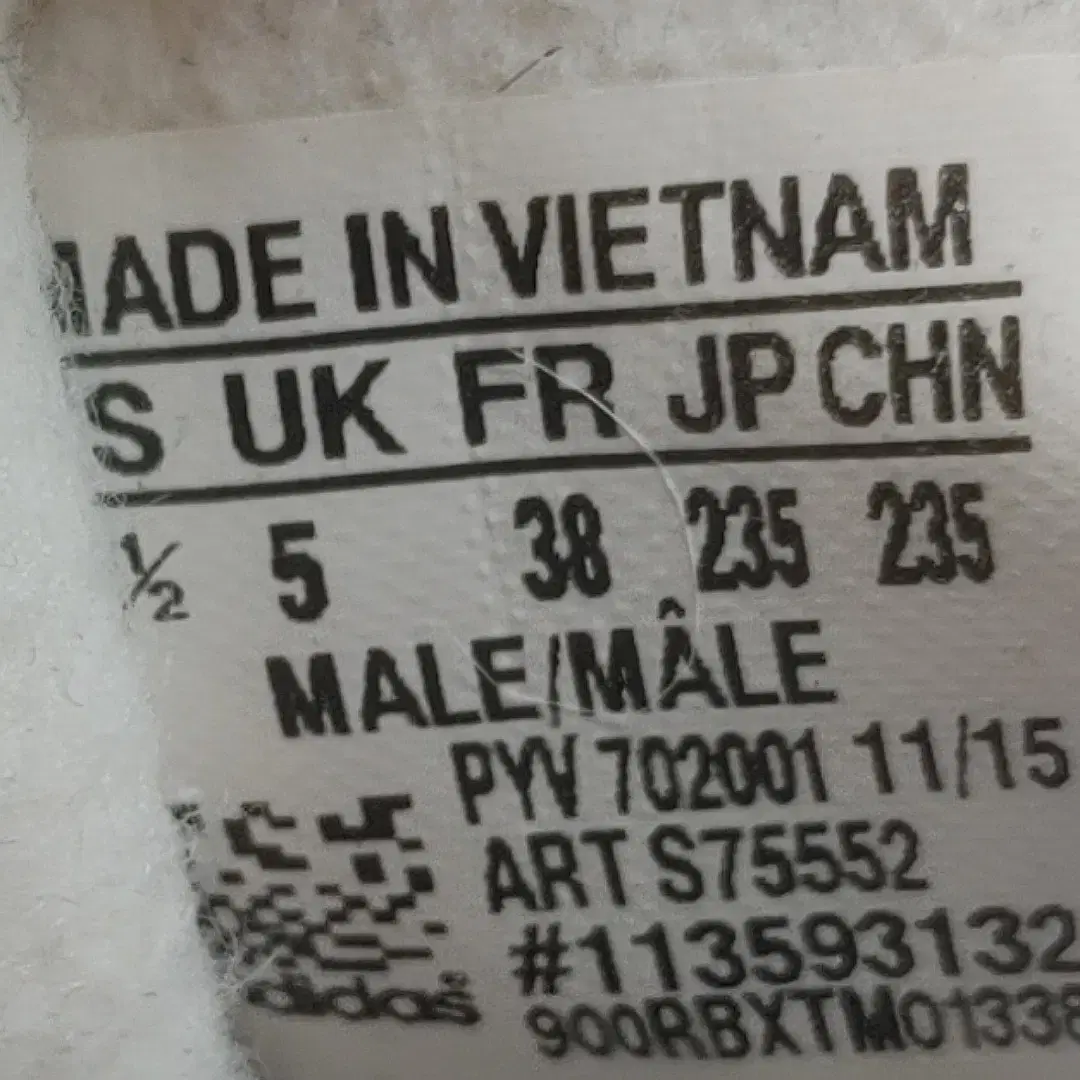 MADE IN VIETNAM
S UK FR JP CHN
½ 5 38 235 235
MALE/MÂLE
PYV 702001 11/15
ART S75552
#113593132
adidas
900RBXTM01338